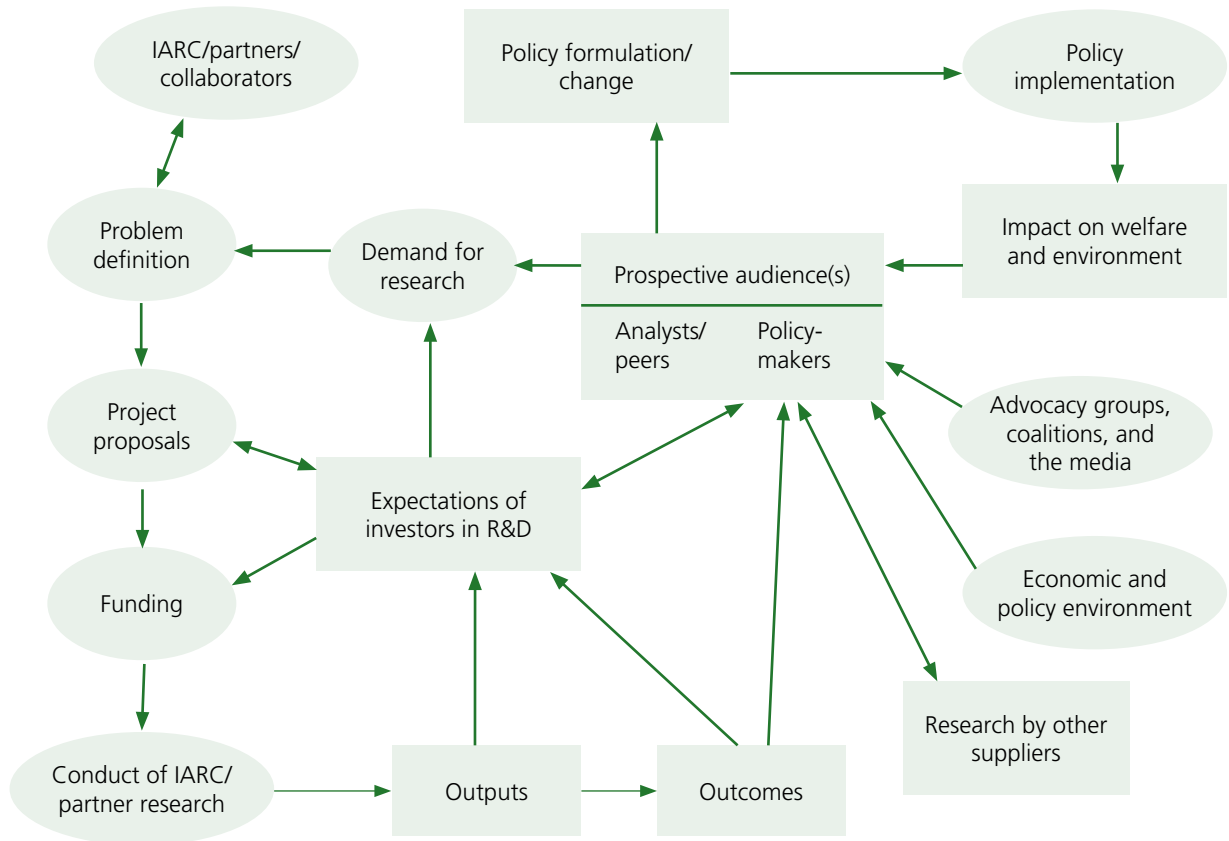 IARC/partners/
collaborators
Policy formulation/
change
Policy
implementation
Problem
definition
Demand for
research
Prospective audience(s)
Analysts/
peers
Policy-
makers
Impact on welfare
and environment
Project
proposals
Expectations of
investors in R&D
Advocacy groups,
coalitions, and
the media
Funding
Economic and
policy environment
Conduct of IARC/
partner research
Outputs
Outcomes
Research by other
suppliers